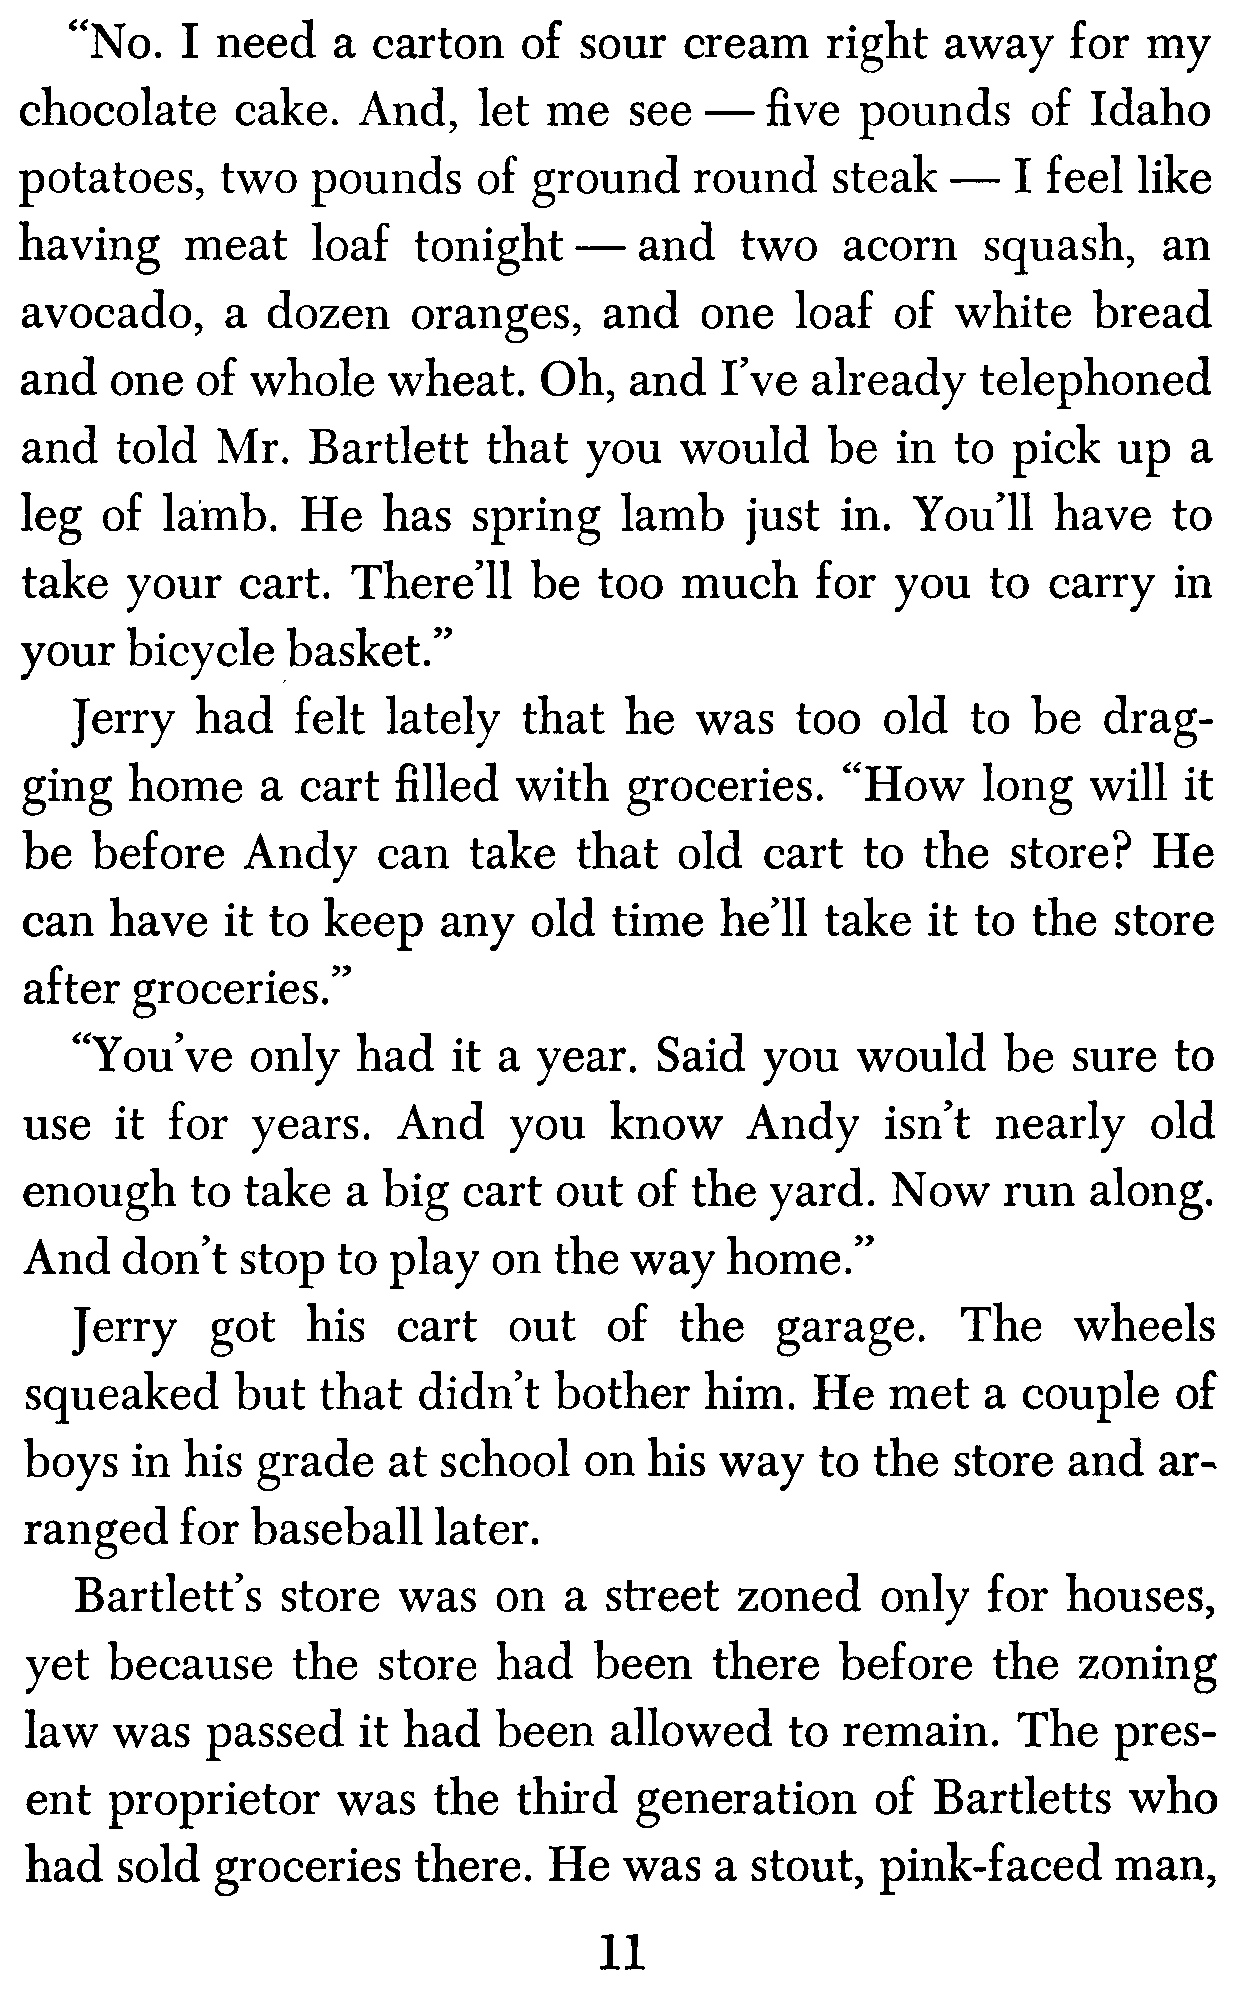 “No. I need a carton of sour cream right away for my
chocolate cake. And, let me see — five pounds of Idaho
potatoes, two pounds of ground round steak — I feel like
having meat loaf tonight — and two acorn squash, an
avocado, a dozen oranges, and one loaf of white bread
and one of whole wheat. Oh, and I’ve already telephoned
and told Mr. Bartlett that you would be in to pick up a
leg of lamb. He has spring lamb just in. You’ll have to
take your cart. There’ll be too much for you to carry in
your bicycle basket.”
Jerry had felt lately that he was too old to be drag-
ging home a cart filled with groceries. “How long will it
be before Andy can take that old cart to the store? He
can have it to keep any old time he’ll take it to the store
after groceries.”
“You’ve only had it a year. Said you would be sure to
use it for years. And you know Andy isn’t nearly old
enough to take a big cart out of the yard. Now run along.
And don’t stop to play on the way home.”
Jerry got his cart out of the garage. The wheels
squeaked but that didn’t bother him. He met a couple of
boys in his grade at school on his way to the store and ar-
ranged for baseball later.
Bartlett’s store was on a street zoned only for houses,
yet because the store had been there before the zoning
law was passed it had been allowed to remain. The pres-
ent proprietor was the third generation of Bartletts who
had sold groceries there. He was a stout, pink-faced man,
11